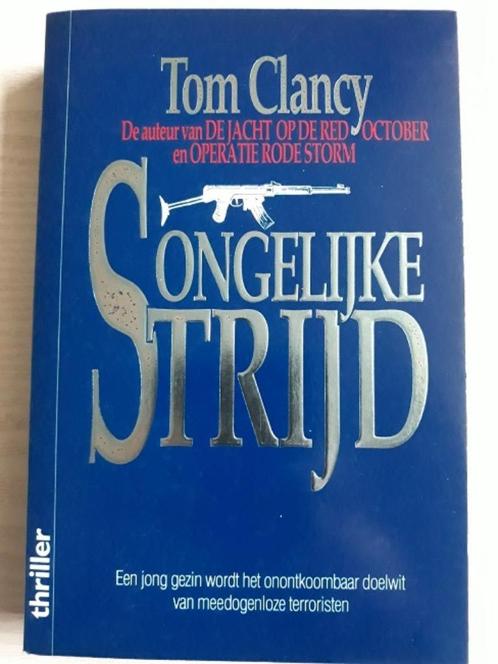 Tom Clancy
De auteur van DE JACHT OP DE RED OCTOBER
en OPERATIE RODE STORM
ONGELIJKE
STRIJD
Een jong gezin wordt het onontkoombaar doelwit
van meedogenloze terroristen
thriller